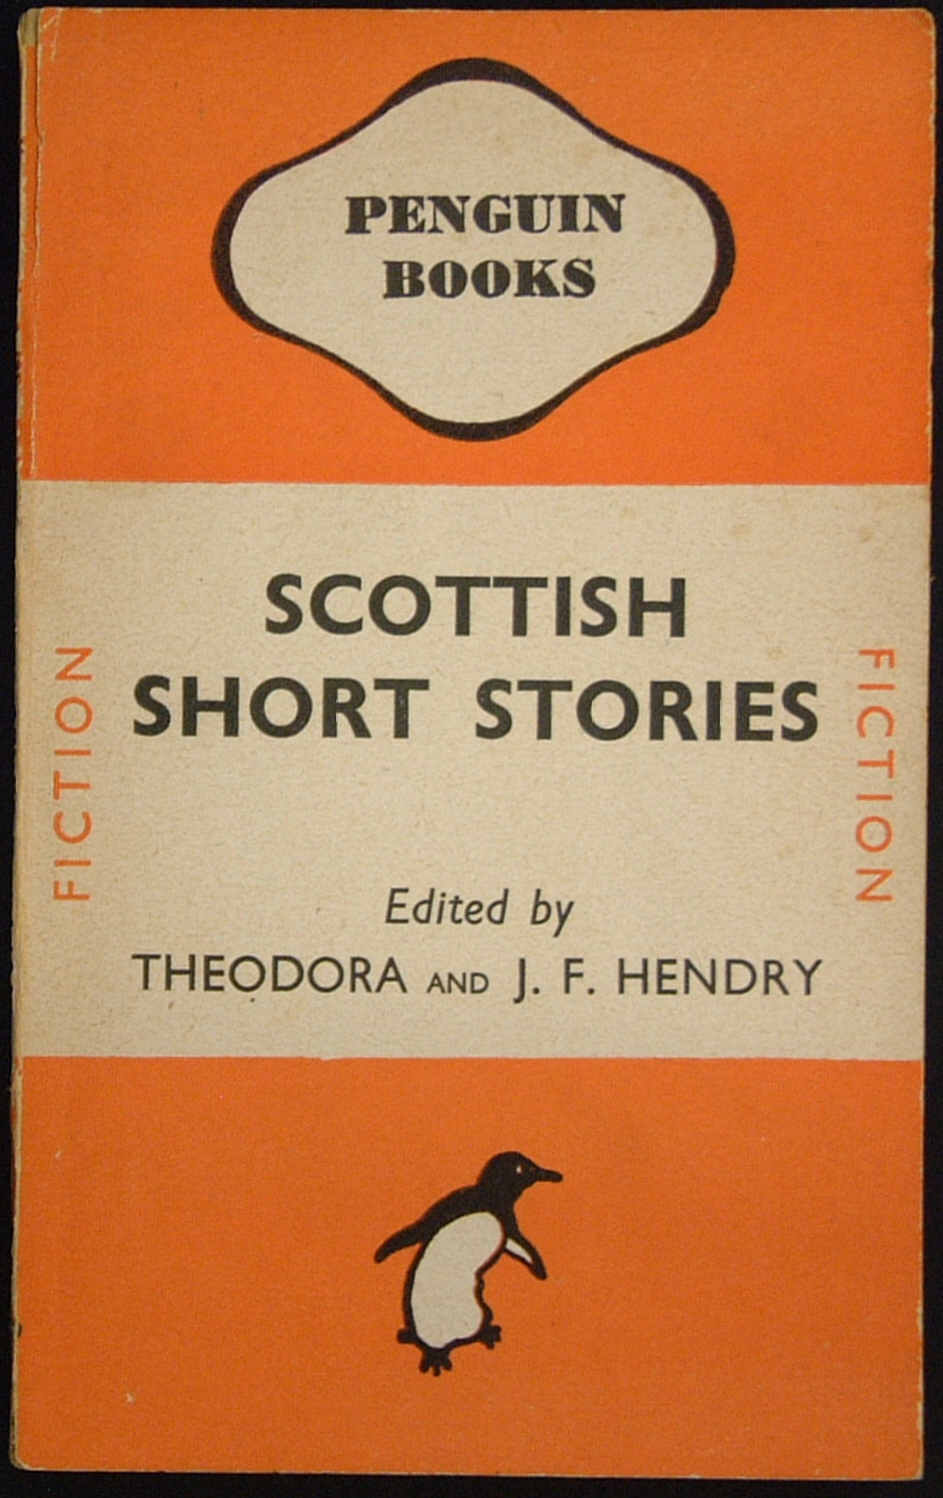 PENGUIN
BOOKS
SCOTTISH
SHORT STORIES
FICTION
FICTION
Edited by
THEODORA AND J. F. HENDRY